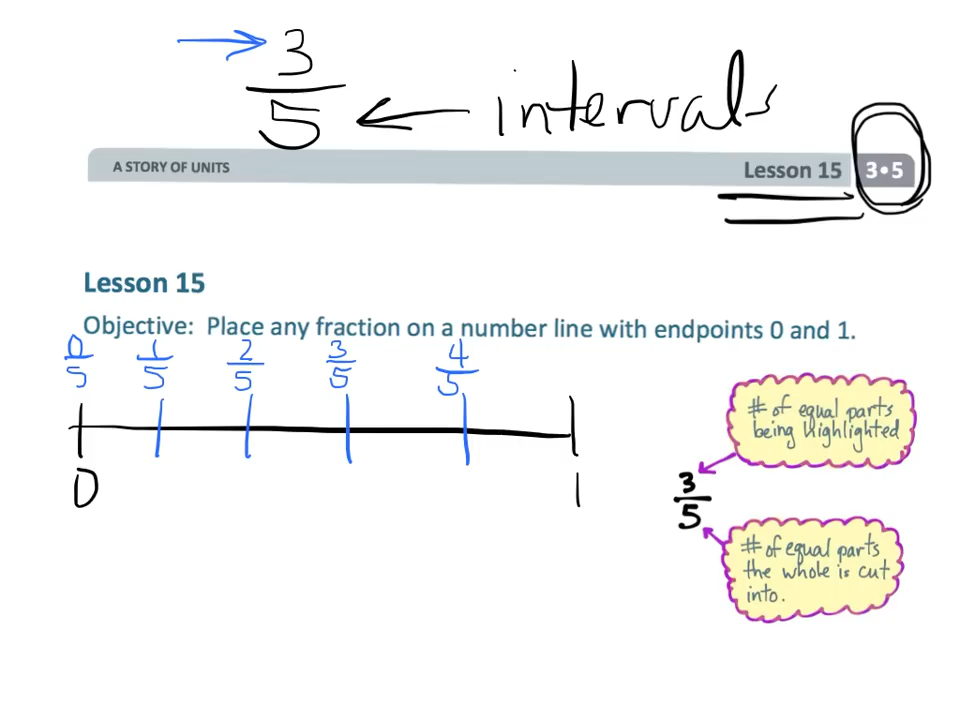 3
5 intervals
A STORY OF UNITS Lesson 15 3•5
Lesson 15
Objective: Place any fraction on a number line with endpoints 0 and 1.
0/5 1/5 2/5 3/5 4/5
0 1
# of equal parts
being highlighted
3
5
# of equal parts
the whole is cut
into.